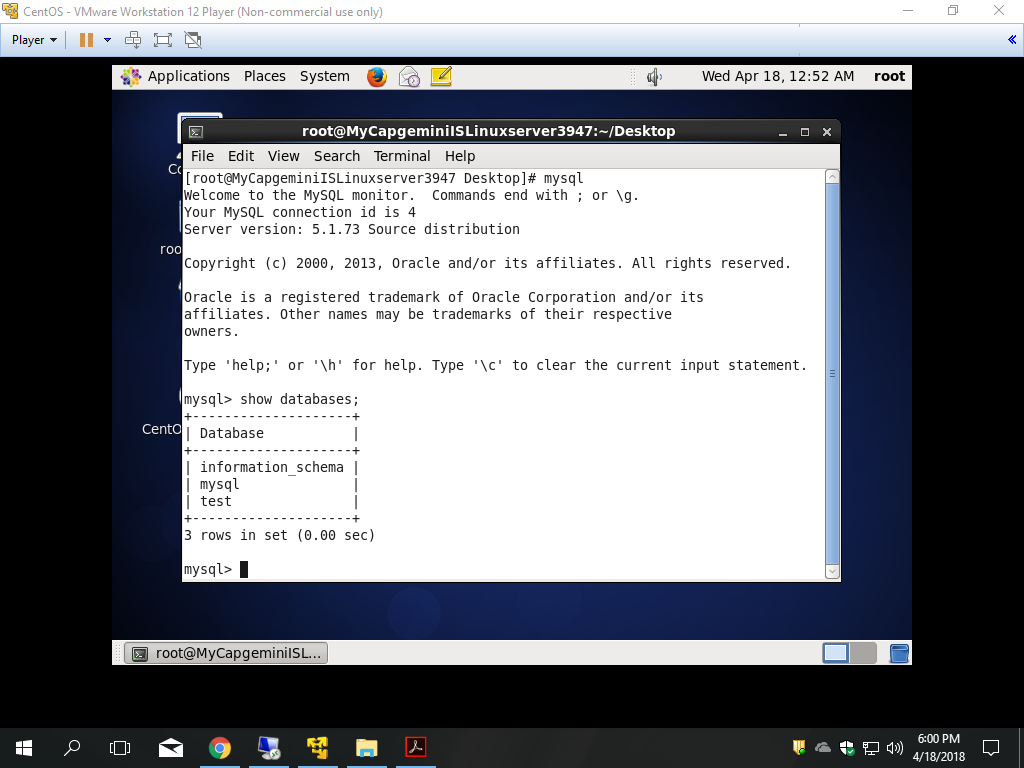 CentOS - VMware Workstation 12 Player (Non-commercial use only)
Player
Applications Places System Wed Apr 18, 12:52 AM root
root@MyCapgeminiISLinuxserver3947:~/Desktop
File Edit View Search Terminal Help
[root@MyCapgeminiISLinuxserver3947 Desktop]# mysql
Welcome to the MySQL monitor.  Commands end with ; or \g.
Your MySQL connection id is 4
Server version: 5.1.73 Source distribution
Copyright (c) 2000, 2013, Oracle and/or its affiliates. All rights reserved.
Oracle is a registered trademark of Oracle Corporation and/or its
affiliates. Other names may be trademarks of their respective
owners.
Type 'help;' or '\h' for help. Type '\c' to clear the current input statement.
mysql> show databases;
+--------------------+
| Database           |
+--------------------+
| information_schema |
| mysql              |
| test               |
+--------------------+
3 rows in set (0.00 sec)
mysql>
Co
roo
CentO
root@MyCapgeminiISL...
6:00 PM
4/18/2018